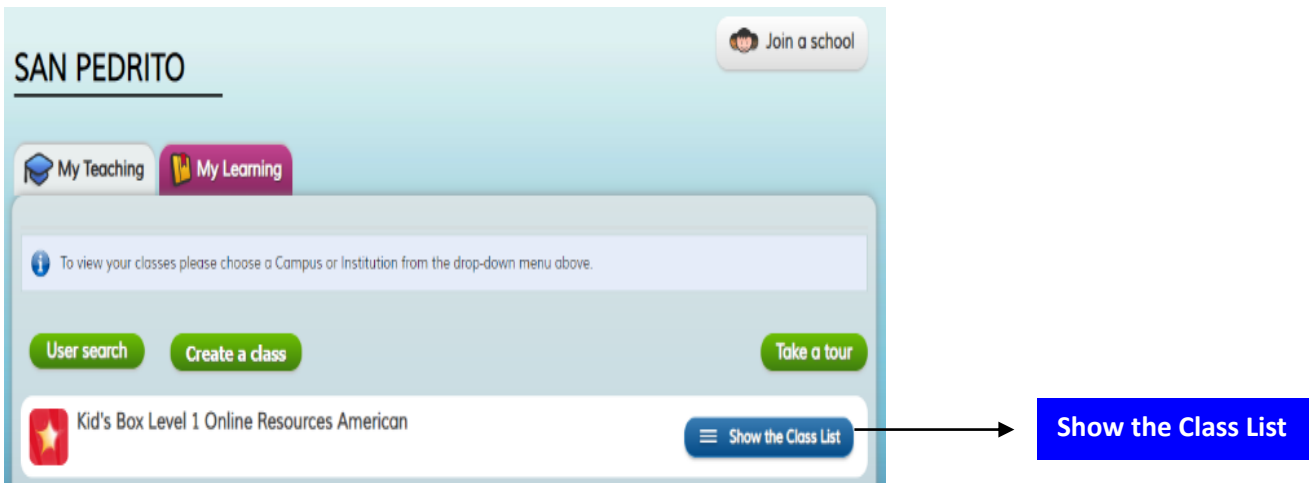 Join a school
SAN PEDRITO
My Teaching My Learning
To view your classes please choose a Campus or Institution from the drop-down menu above.
User search Create a class Take a tour
Kid's Box Level 1 Online Resources American
Show the Class List Show the Class List